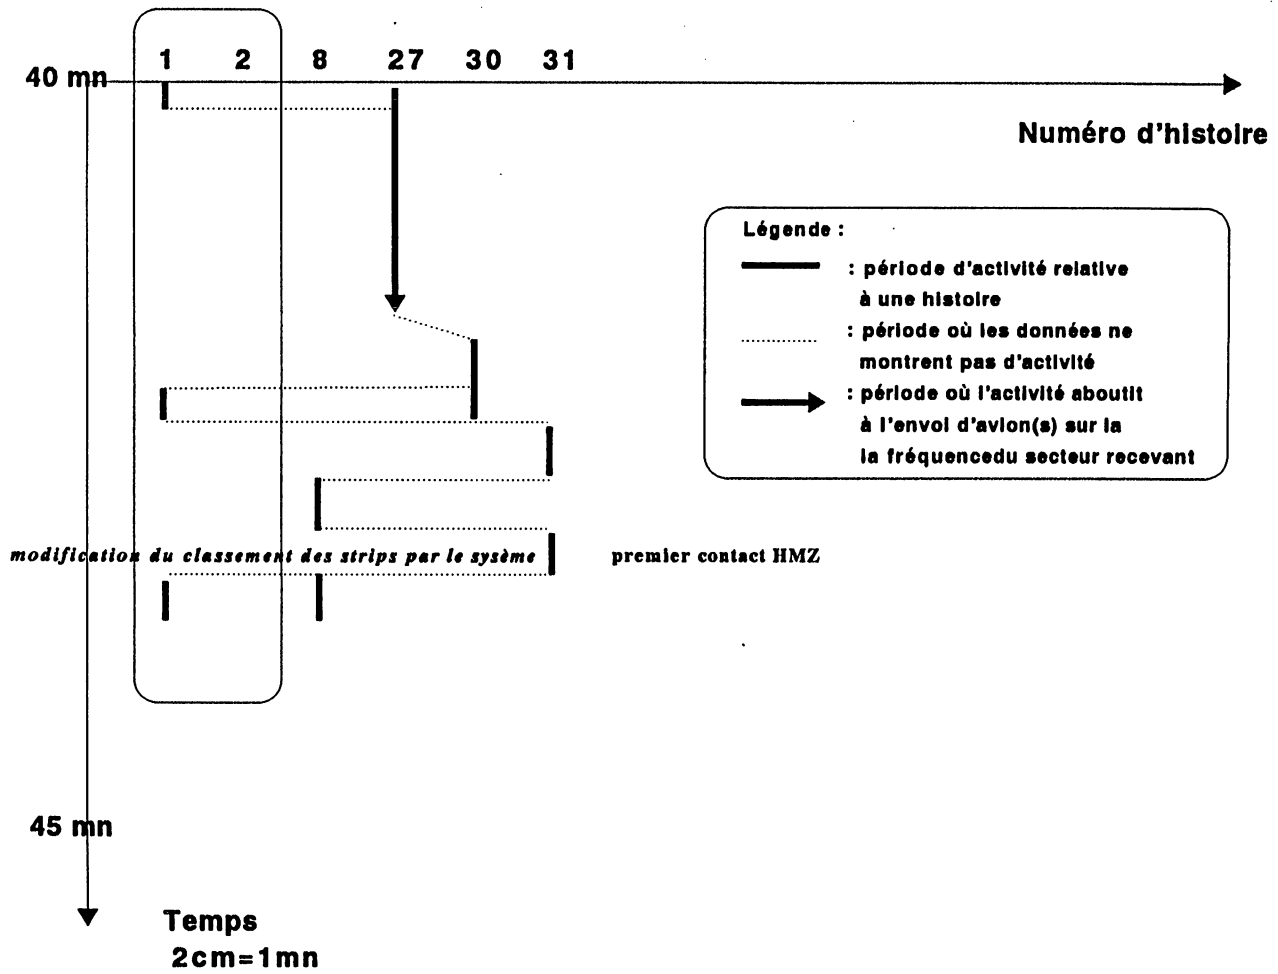 1 2 8 27 30 31
40 mn
Numéro d'histoire
Légende :
: période d'activité relative
à une histoire
: période où les données ne
montrent pas d'activité
: période où l'activité aboutit
à l'envoi d'avion(s) sur la
la fréquencedu secteur recevant
modification du classement des strips par le sysème premier contact HMZ
45 mn
Temps
2cm=1mn